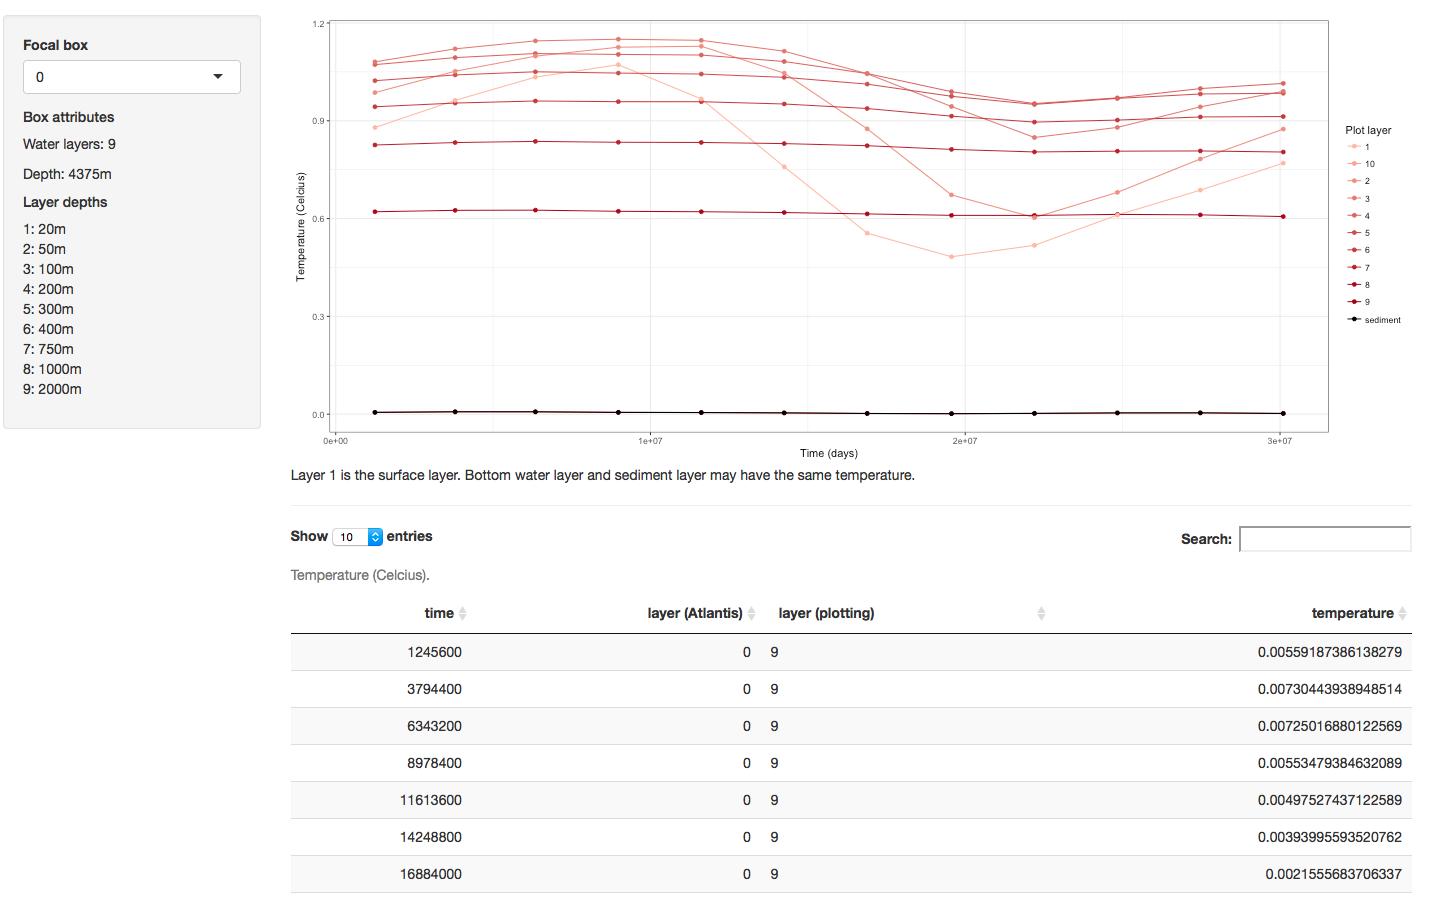 Focal box
0
Box attributes
Water layers: 9
Depth: 4375m
Layer depths
1: 20m
2: 50m
3: 100m
4: 200m
5: 300m
6: 400m
7: 750m
8: 1000m
9: 2000m
Temperature (Celcius)
1.2
0.9
0.6
0.3
0.0
0e+00 1e+07 2e+07 3e+07
Time (days)
Plot layer
1
10
2
3
4
5
6
7
8
9
sediment
Layer 1 is the surface layer. Bottom water layer and sediment layer may have the same temperature.
Show 10 entries Search:
Temperature (Celcius).
time layer (Atlantis) layer (plotting) temperature
1245600 0 9 0.00559187386138279
3794400 0 9 0.00730443938948514
6343200 0 9 0.00725016880122569
8978400 0 9 0.00553479384632089
11613600 0 9 0.00497527437122589
14248800 0 9 0.00393995593520762
16884000 0 9 0.0021555683706337